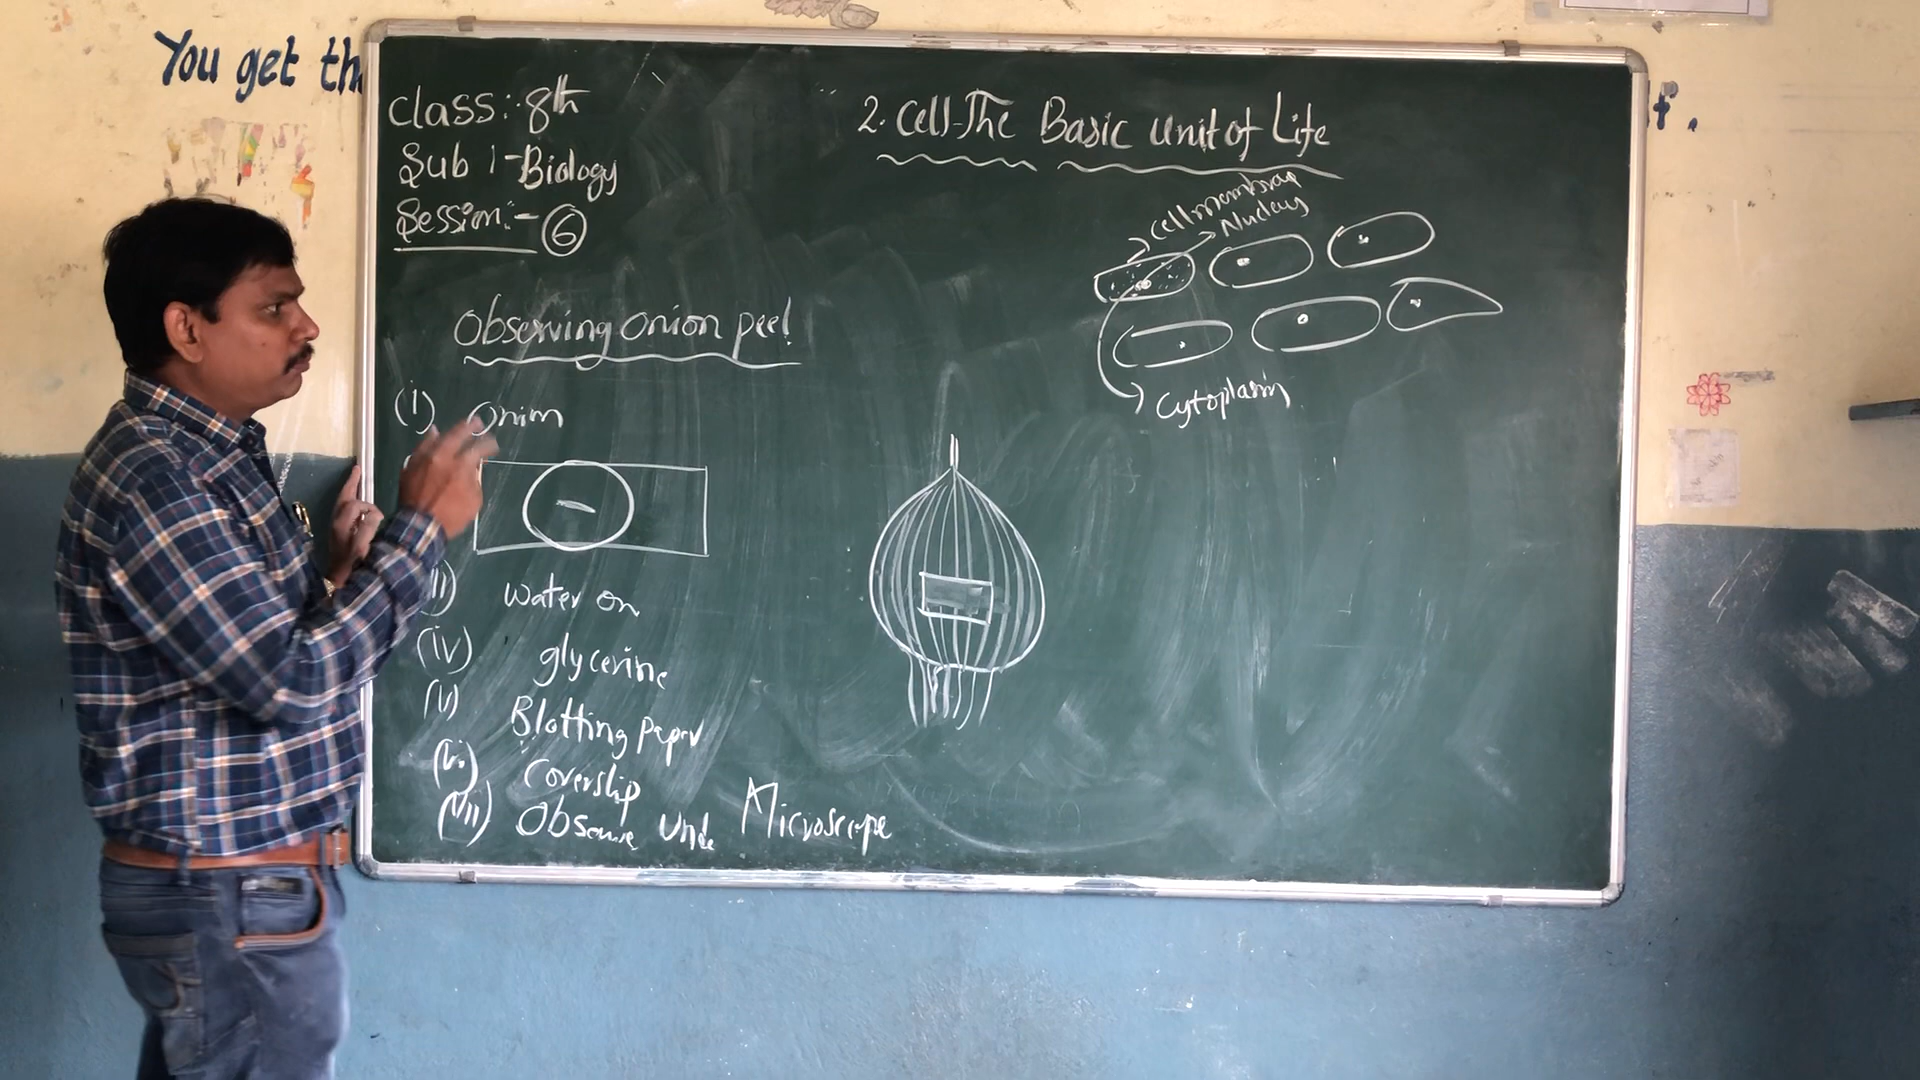 You get th
f.
Class: 8th
Sub :- Biology
Session:- 6
2. Cell-The Basic Unit of Life
Cell membrane
Nucleus
Cytoplasm
Observing Onion peel
(i) Onion
(iv) glycerine
water on
(v) Blotting paper
(vi) Coverslip
(vii) Observe Under Microscope